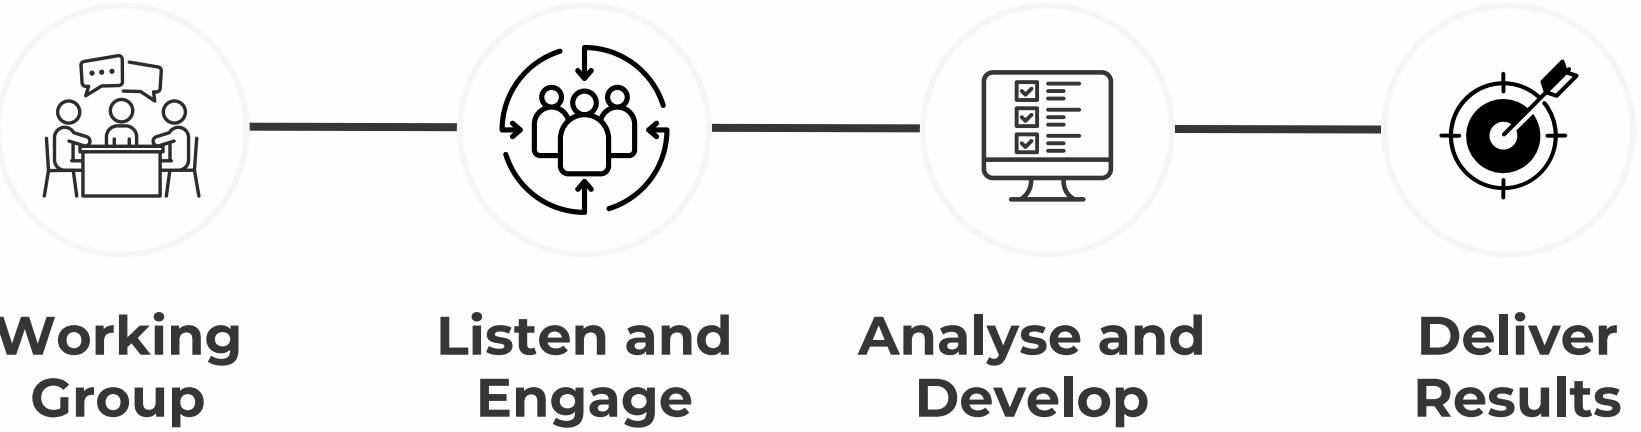 Working
Group
Listen and
Engage
Analyse and
Develop
Deliver
Results